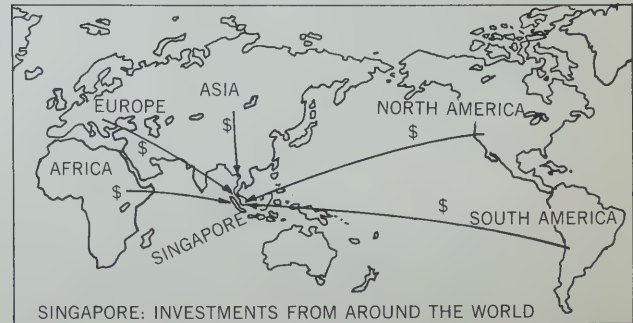 ASIA
EUROPE
$
NORTH AMERICA
$
$
AFRICA
$
$
SOUTH AMERICA
SINGAPORE
SINGAPORE: INVESTMENTS FROM AROUND THE WORLD